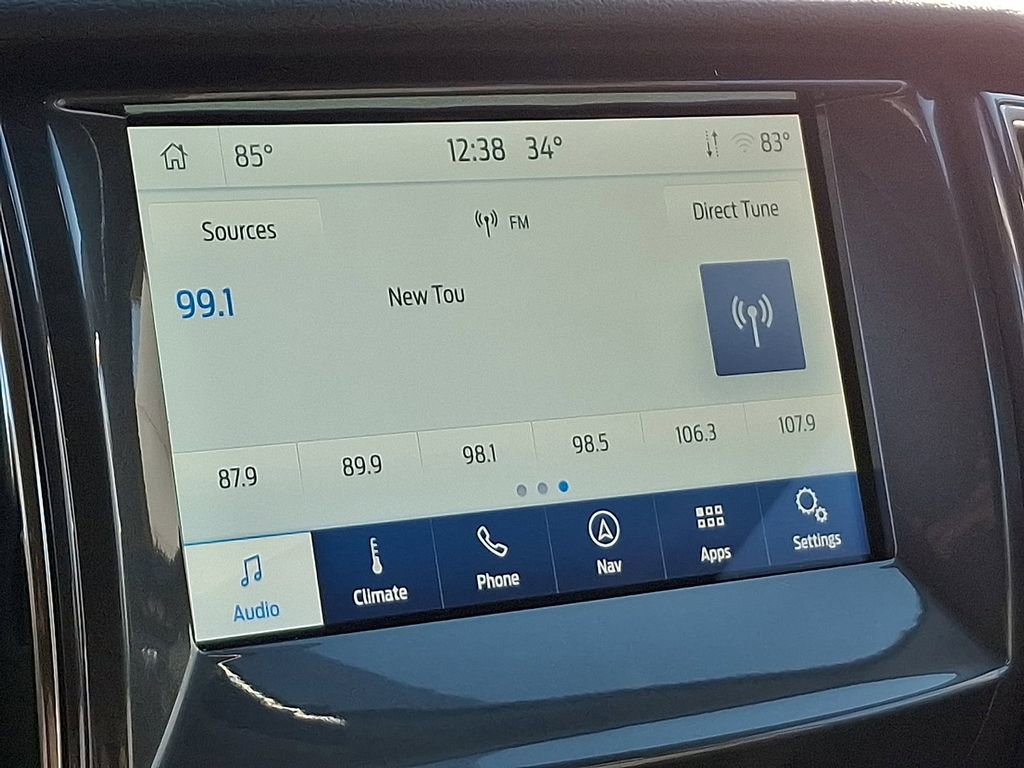 85° 12:38 34° 83°
Sources FM Direct Tune
99.1 New Tou
87.9 89.9 98.1 98.5 106.3 107.9
Audio Climate Phone Nav Apps Settings